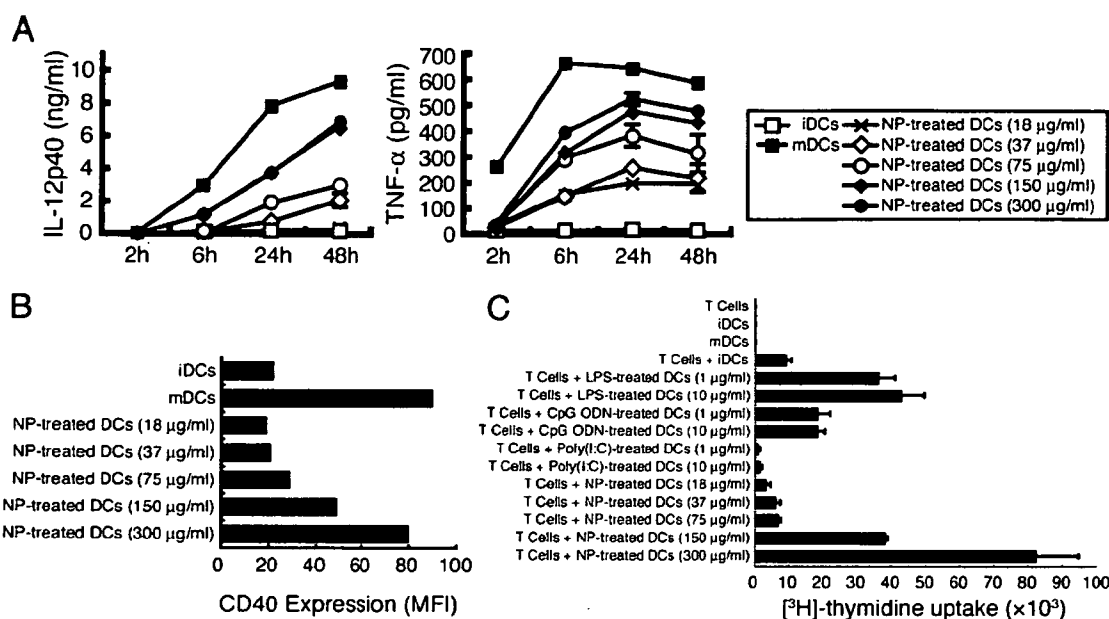 A
IL-12p40 (ng/ml)
10
8
6
4
2
0
2h 6h 24h 48h
TNF-α (pg/ml)
700
600
500
400
300
200
100
0
2h 6h 24h 48h
iDCs
mDCs
NP-treated DCs (18 µg/ml)
NP-treated DCs (37 µg/ml)
NP-treated DCs (75 µg/ml)
NP-treated DCs (150 µg/ml)
NP-treated DCs (300 µg/ml)
B
iDCs
mDCs
NP-treated DCs (18 µg/ml)
NP-treated DCs (37 µg/ml)
NP-treated DCs (75 µg/ml)
NP-treated DCs (150 µg/ml)
NP-treated DCs (300 µg/ml)
0 20 40 60 80 100
CD40 Expression (MFI)
C
T Cells
iDCs
mDCs
T Cells + iDCs
T Cells + LPS-treated DCs (1 µg/ml)
T Cells + LPS-treated DCs (10 µg/ml)
T Cells + CpG ODN-treated DCs (1 µg/ml)
T Cells + CpG ODN-treated DCs (10 µg/ml)
T Cells + Poly(I:C)-treated DCs (1 µg/ml)
T Cells + Poly(I:C)-treated DCs (10 µg/ml)
T Cells + NP-treated DCs (18 µg/ml)
T Cells + NP-treated DCs (37 µg/ml)
T Cells + NP-treated DCs (75 µg/ml)
T Cells + NP-treated DCs (150 µg/ml)
T Cells + NP-treated DCs (300 µg/ml)
0 10 20 40 60 80 100
[³H]-thymidine uptake (×10³)